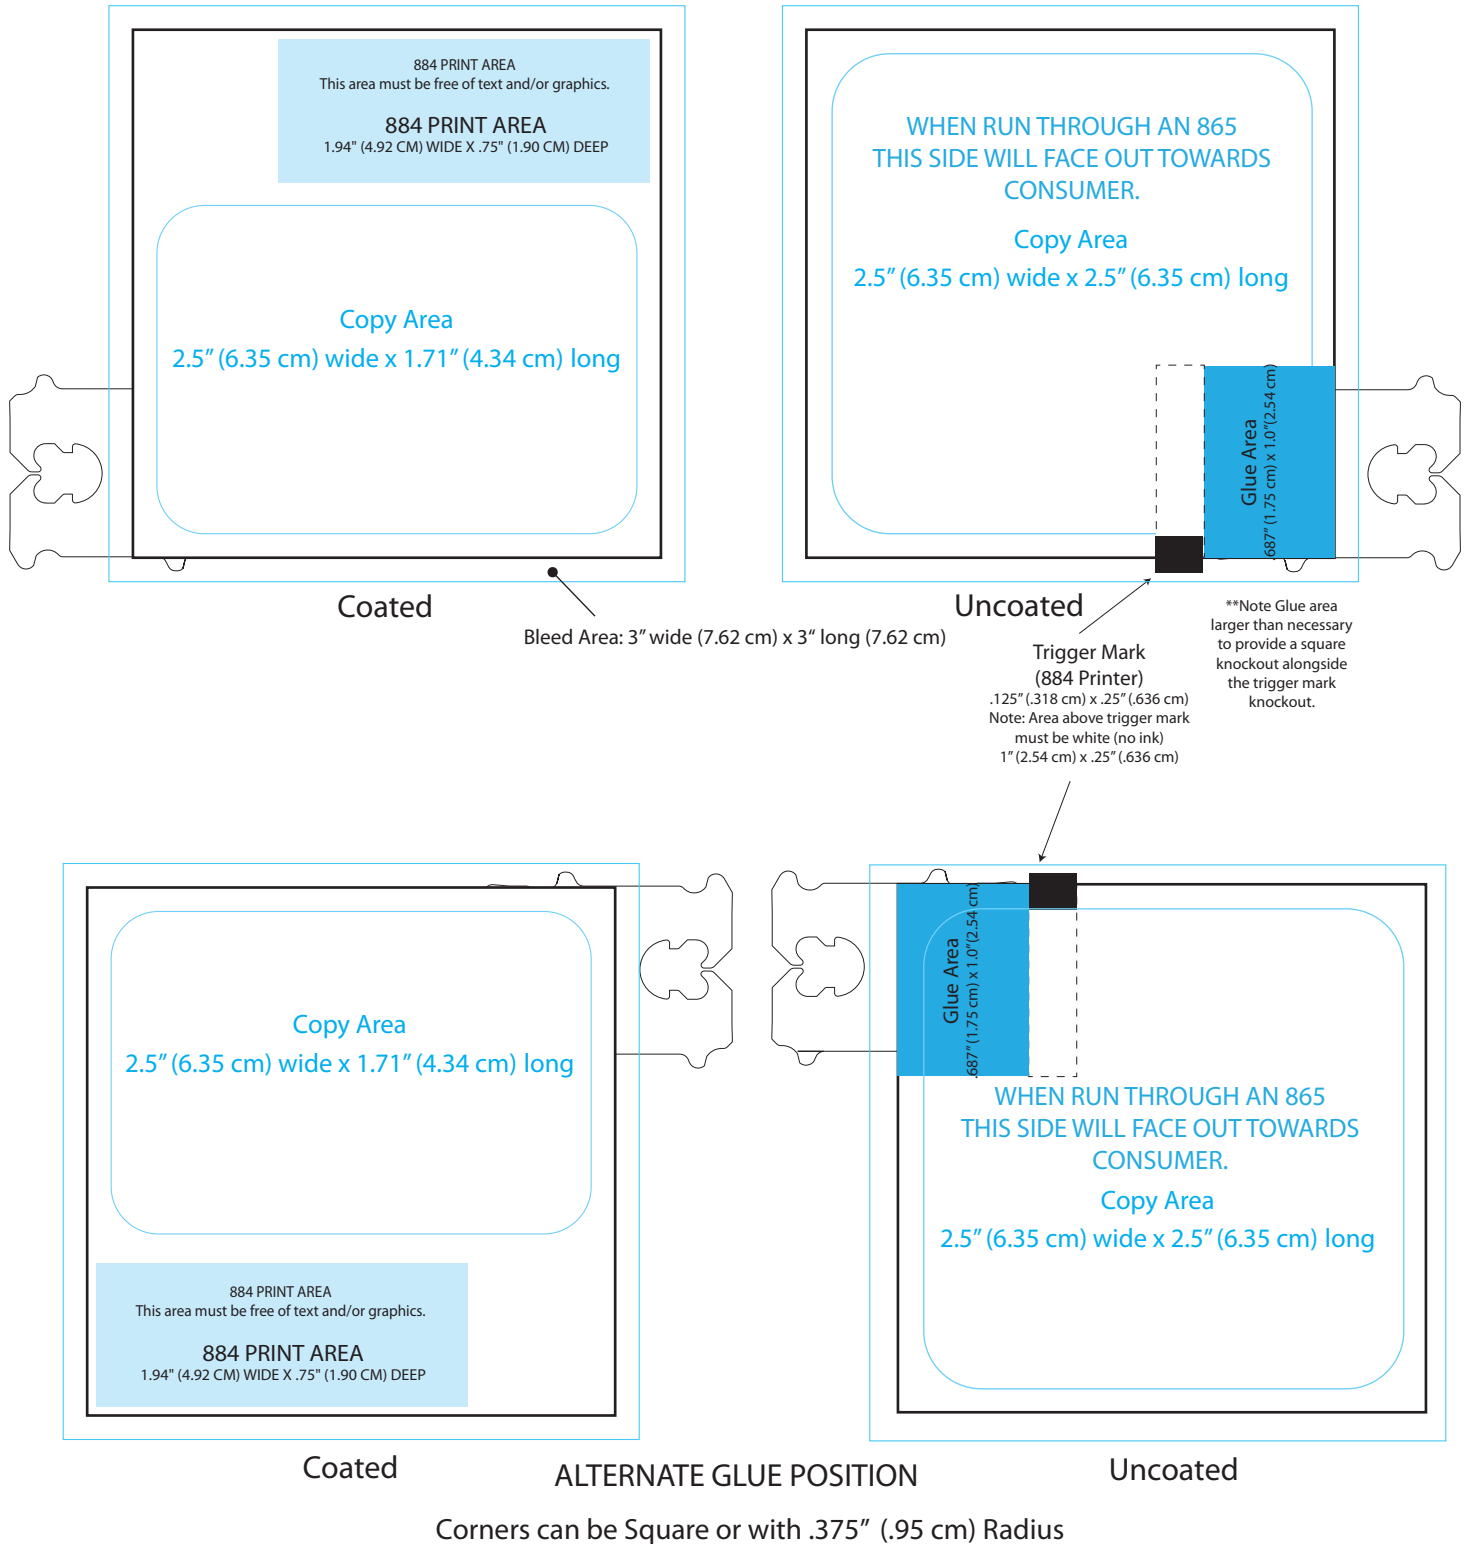 884 PRINT AREA
This area must be free of text and/or graphics.
884 PRINT AREA
1.94" (4.92 CM) WIDE X .75" (1.90 CM) DEEP
Copy Area
2.5” (6.35 cm) wide x 1.71” (4.34 cm) long
Coated
Bleed Area: 3” wide (7.62 cm) x 3“ long (7.62 cm)
WHEN RUN THROUGH AN 865
THIS SIDE WILL FACE OUT TOWARDS
CONSUMER.
Copy Area
2.5” (6.35 cm) wide x 2.5” (6.35 cm) long
Glue Area
.687” (1.75 cm) x 1.0”(2.54 cm)
Uncoated
Trigger Mark
(884 Printer)
.125” (.318 cm) x .25” (.636 cm)
Note: Area above trigger mark
must be white (no ink)
1” (2.54 cm) x .25” (.636 cm)
**Note Glue area
larger than necessary
to provide a square
knockout alongside
the trigger mark
knockout.
Copy Area
2.5” (6.35 cm) wide x 1.71” (4.34 cm) long
884 PRINT AREA
This area must be free of text and/or graphics.
884 PRINT AREA
1.94" (4.92 CM) WIDE X .75" (1.90 CM) DEEP
Coated
Glue Area
.687” (1.75 cm) x 1.0”(2.54 cm)
WHEN RUN THROUGH AN 865
THIS SIDE WILL FACE OUT TOWARDS
CONSUMER.
Copy Area
2.5” (6.35 cm) wide x 2.5” (6.35 cm) long
Uncoated
ALTERNATE GLUE POSITION
Corners can be Square or with .375” (.95 cm) Radius